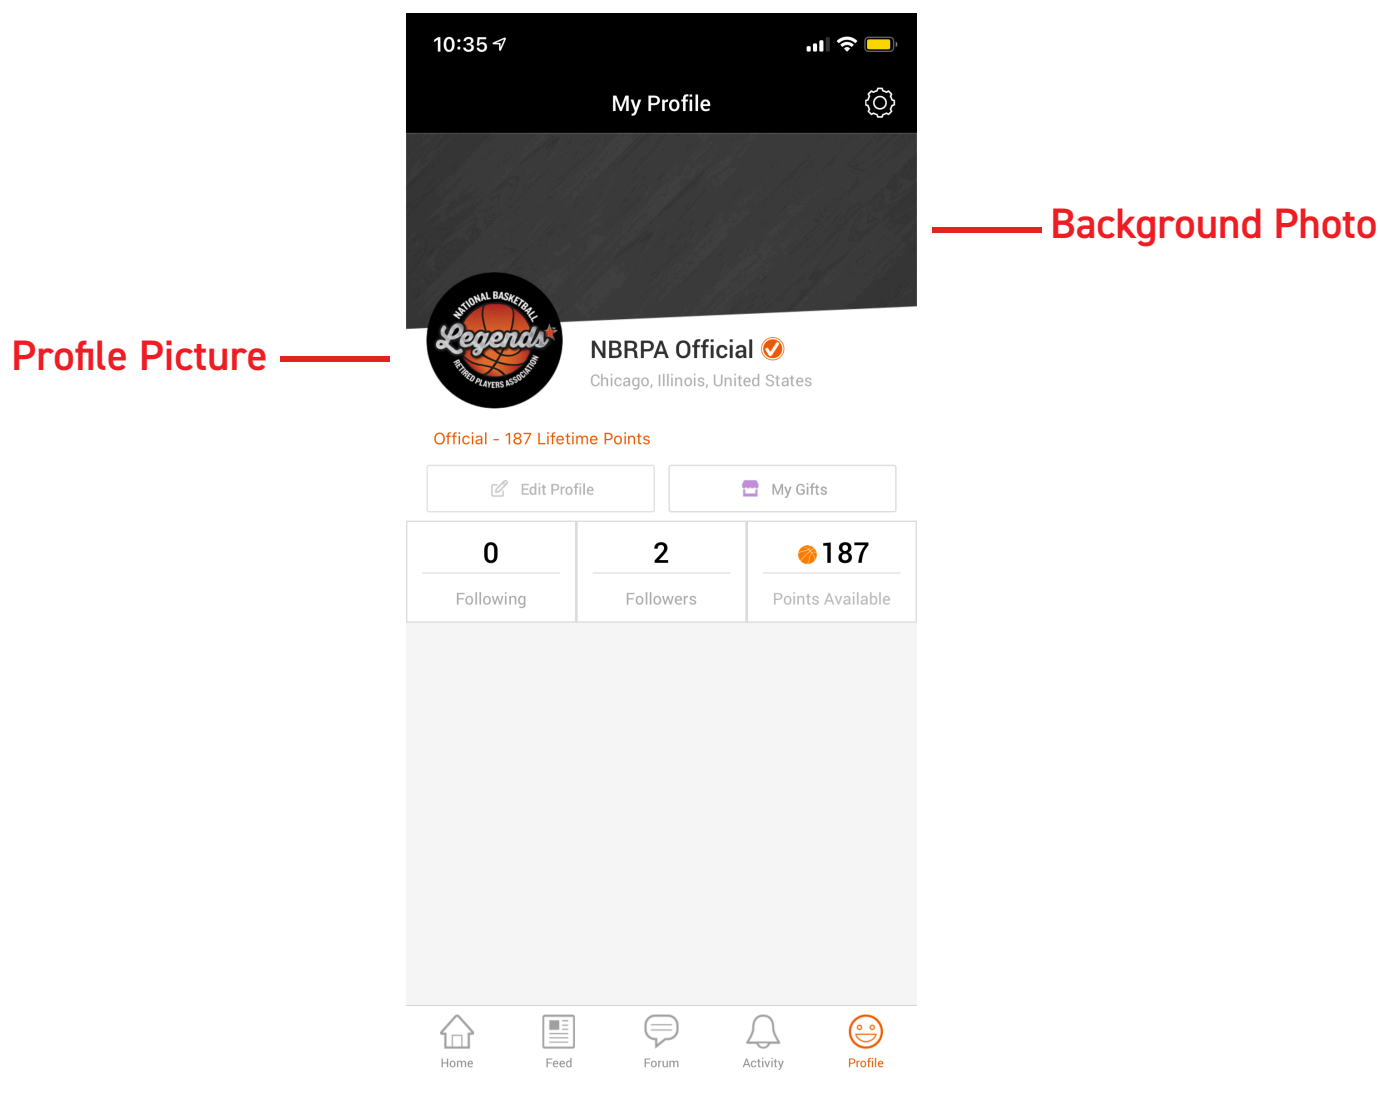 10:35
My Profile
Background Photo
NATIONAL BASKETBALL
Legends
RETIRED PLAYERS ASSOCIATION
Profile Picture
NBRPA Official
Chicago, Illinois, United States
Official - 187 Lifetime Points
Edit Profile
My Gifts
0
2
187
Following
Followers
Points Available
Home
Feed
Forum
Activity
Profile